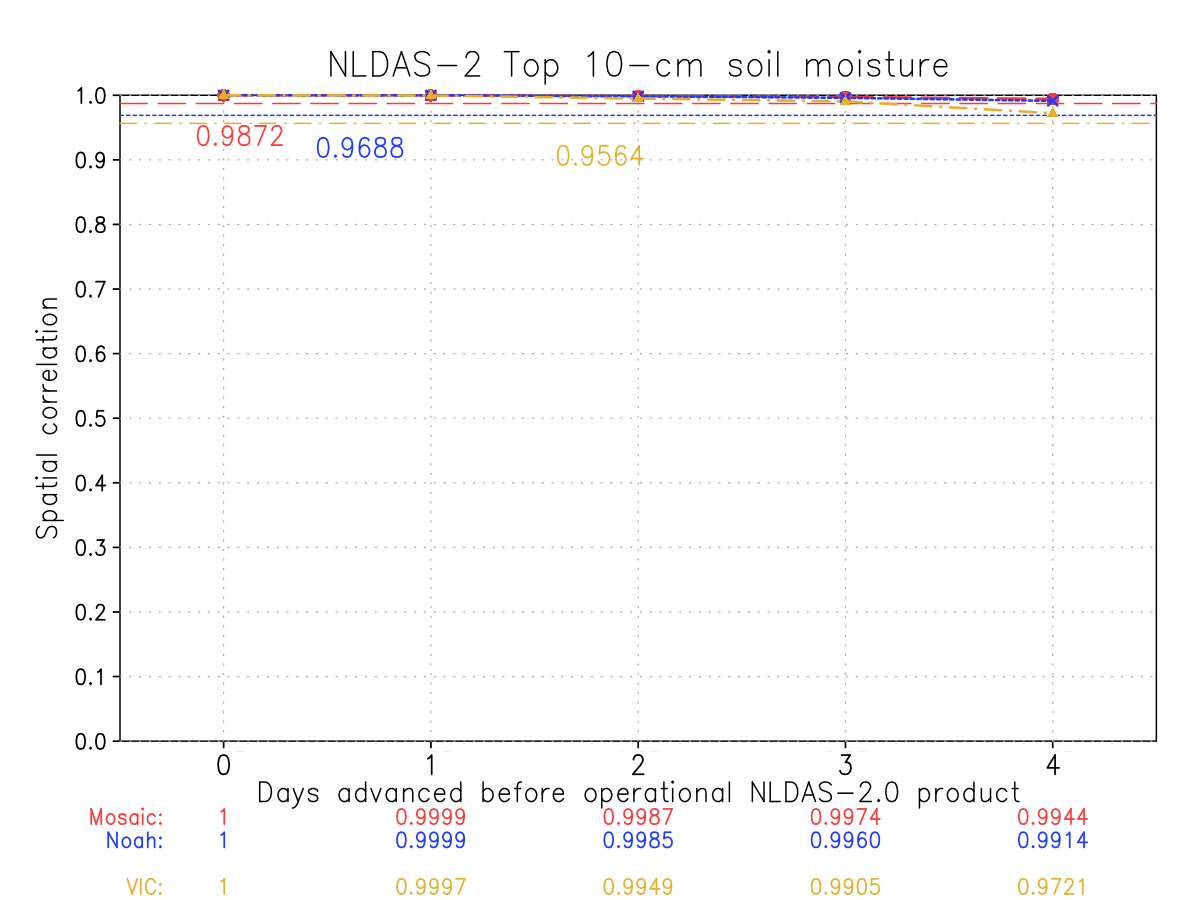 NLDAS-2 Top 10-cm soil moisture
1.0
0.9872
0.9688
0.9564
0.9
0.8
0.7
0.6
0.5
0.4
0.3
0.2
0.1
0.0
Spatial correlation
0 1 2 3 4
Days advanced before operational NLDAS-2.0 product
Mosaic: 1 0.9999 0.9987 0.9974 0.9944
Noah: 1 0.9999 0.9985 0.9960 0.9914
VIC: 1 0.9997 0.9949 0.9905 0.9721